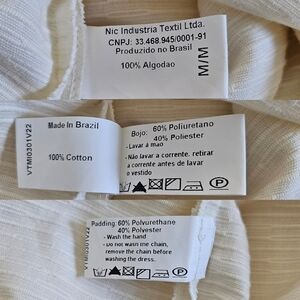 Nic Industria Textil Ltda.
CNPJ: 33.468.945/0001-91
Produzido no Brasil
100% Algodao
M/M
Made In Brazil
100% Cotton
VTMI0301V22
Bojo: 60% Poliuretano
40% Poliester
- Lavar á mão
- Não lavar a corrente. retirar
a corrente antes de lavar
o vestido
Padding: 60% Polyurethane
40% Polyester
- Wash the hand
- Do not wash me chain,
remove the chain before
washing the dress.
VTMI0301V22